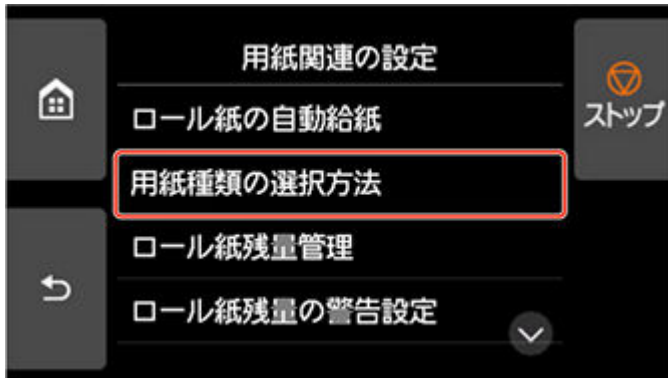 用紙関連の設定
ストップ
ロール紙の自動給紙
用紙種類の選択方法
ロール紙残量管理
ロール紙残量の警告設定